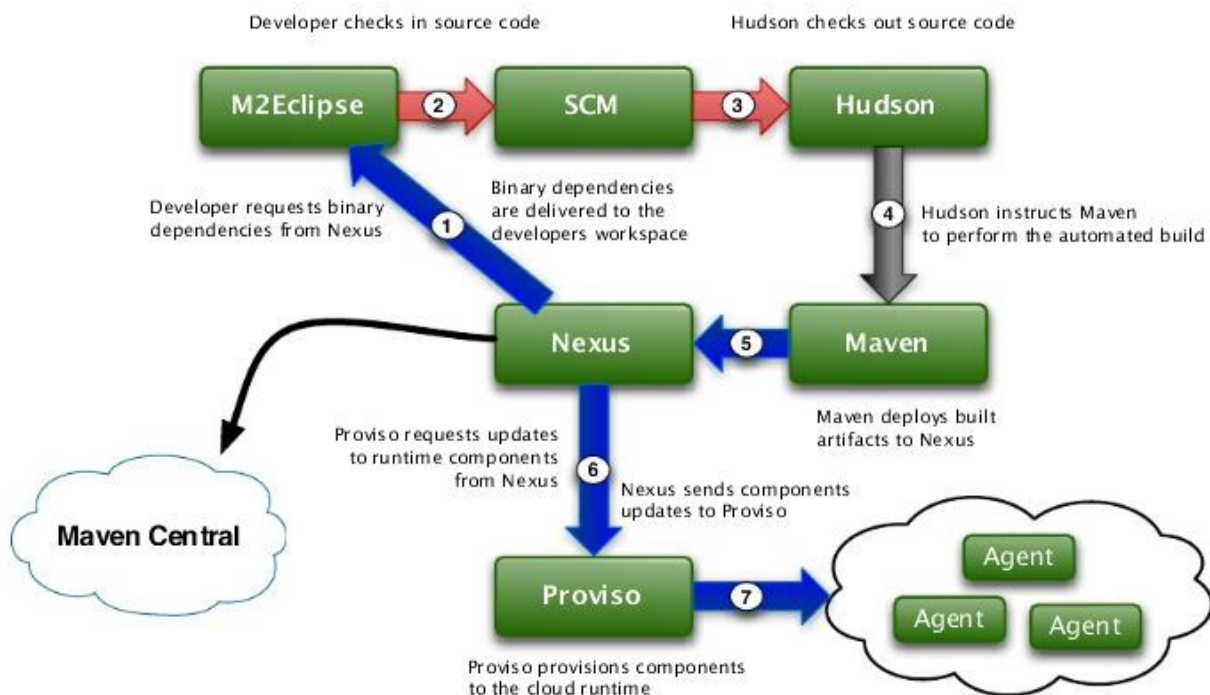 Developer checks in source code
Hudson checks out source code
M2Eclipse
2
SCM
3
Hudson
Developer requests binary
dependencies from Nexus
1
Binary dependencies
are delivered to the
developers workspace
4
Hudson instructs Maven
to perform the automated build
Nexus
5
Maven
Maven deploys built
artifacts to Nexus
Proviso requests updates
to runtime components
from Nexus
6
Nexus sends components
updates to Proviso
Maven Central
Proviso
7
Agent
Agent
Agent
Proviso provisions components
to the cloud runtime